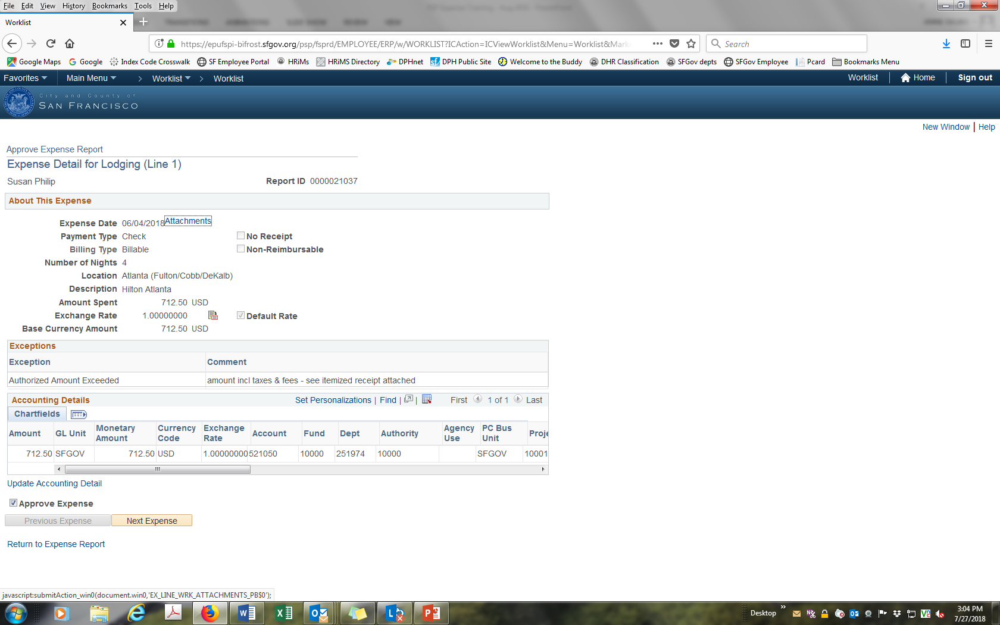 File Edit View History Bookmarks Tools Help
Worklist
TRANSITIONS ANIMATIONS SLIDE SHOW REVIEW VIEW
https://epufspi-bifrost.sfgov.org/psp/fsprd/EMPLOYEE/ERP/w/WORKLIST?ICAction=ICViewWorklist&Menu=Worklist&Mark
Search
Google Maps Google Index Code Crosswalk SF Employee Portal HRiMs HRiMS Directory DPHnet DPH Public Site Welcome to the Buddy DHR Classification SFGov depts SFGov Employee Pcard Bookmarks Menu
Favorites Main Menu > Worklist > Worklist Worklist Home Sign out
City and County of
SAN FRANCISCO
New Window | Help
Approve Expense Report
Expense Detail for Lodging (Line 1)
Susan Philip Report ID 0000021037
About This Expense
Expense Date 06/04/2018 Attachments
Payment Type Check No Receipt
Billing Type Billable Non-Reimbursable
Number of Nights 4
Location Atlanta (Fulton/Cobb/DeKalb)
Description Hilton Atlanta
Amount Spent 712.50 USD
Exchange Rate 1.00000000 Default Rate
Base Currency Amount 712.50 USD
Exceptions
Exception Comment
Authorized Amount Exceeded amount incl taxes & fees - see itemized receipt attached
Accounting Details Set Personalizations | Find | | First 1 of 1 Last
Chartfields
Amount GL Unit Monetary Amount Currency Code Exchange Rate Account Fund Dept Authority Agency Use PC Bus Unit Proje
712.50 SFGOV 712.50 USD 1.00000000 521050 10000 251974 10000 SFGOV 10001
Update Accounting Detail
Approve Expense
Previous Expense Next Expense
Return to Expense Report
javascript:submitAction_win0(document.win0,'EX_LINE_WRK_ATTACHMENTS_PB$0');
Desktop 3:04 PM
7/27/2018